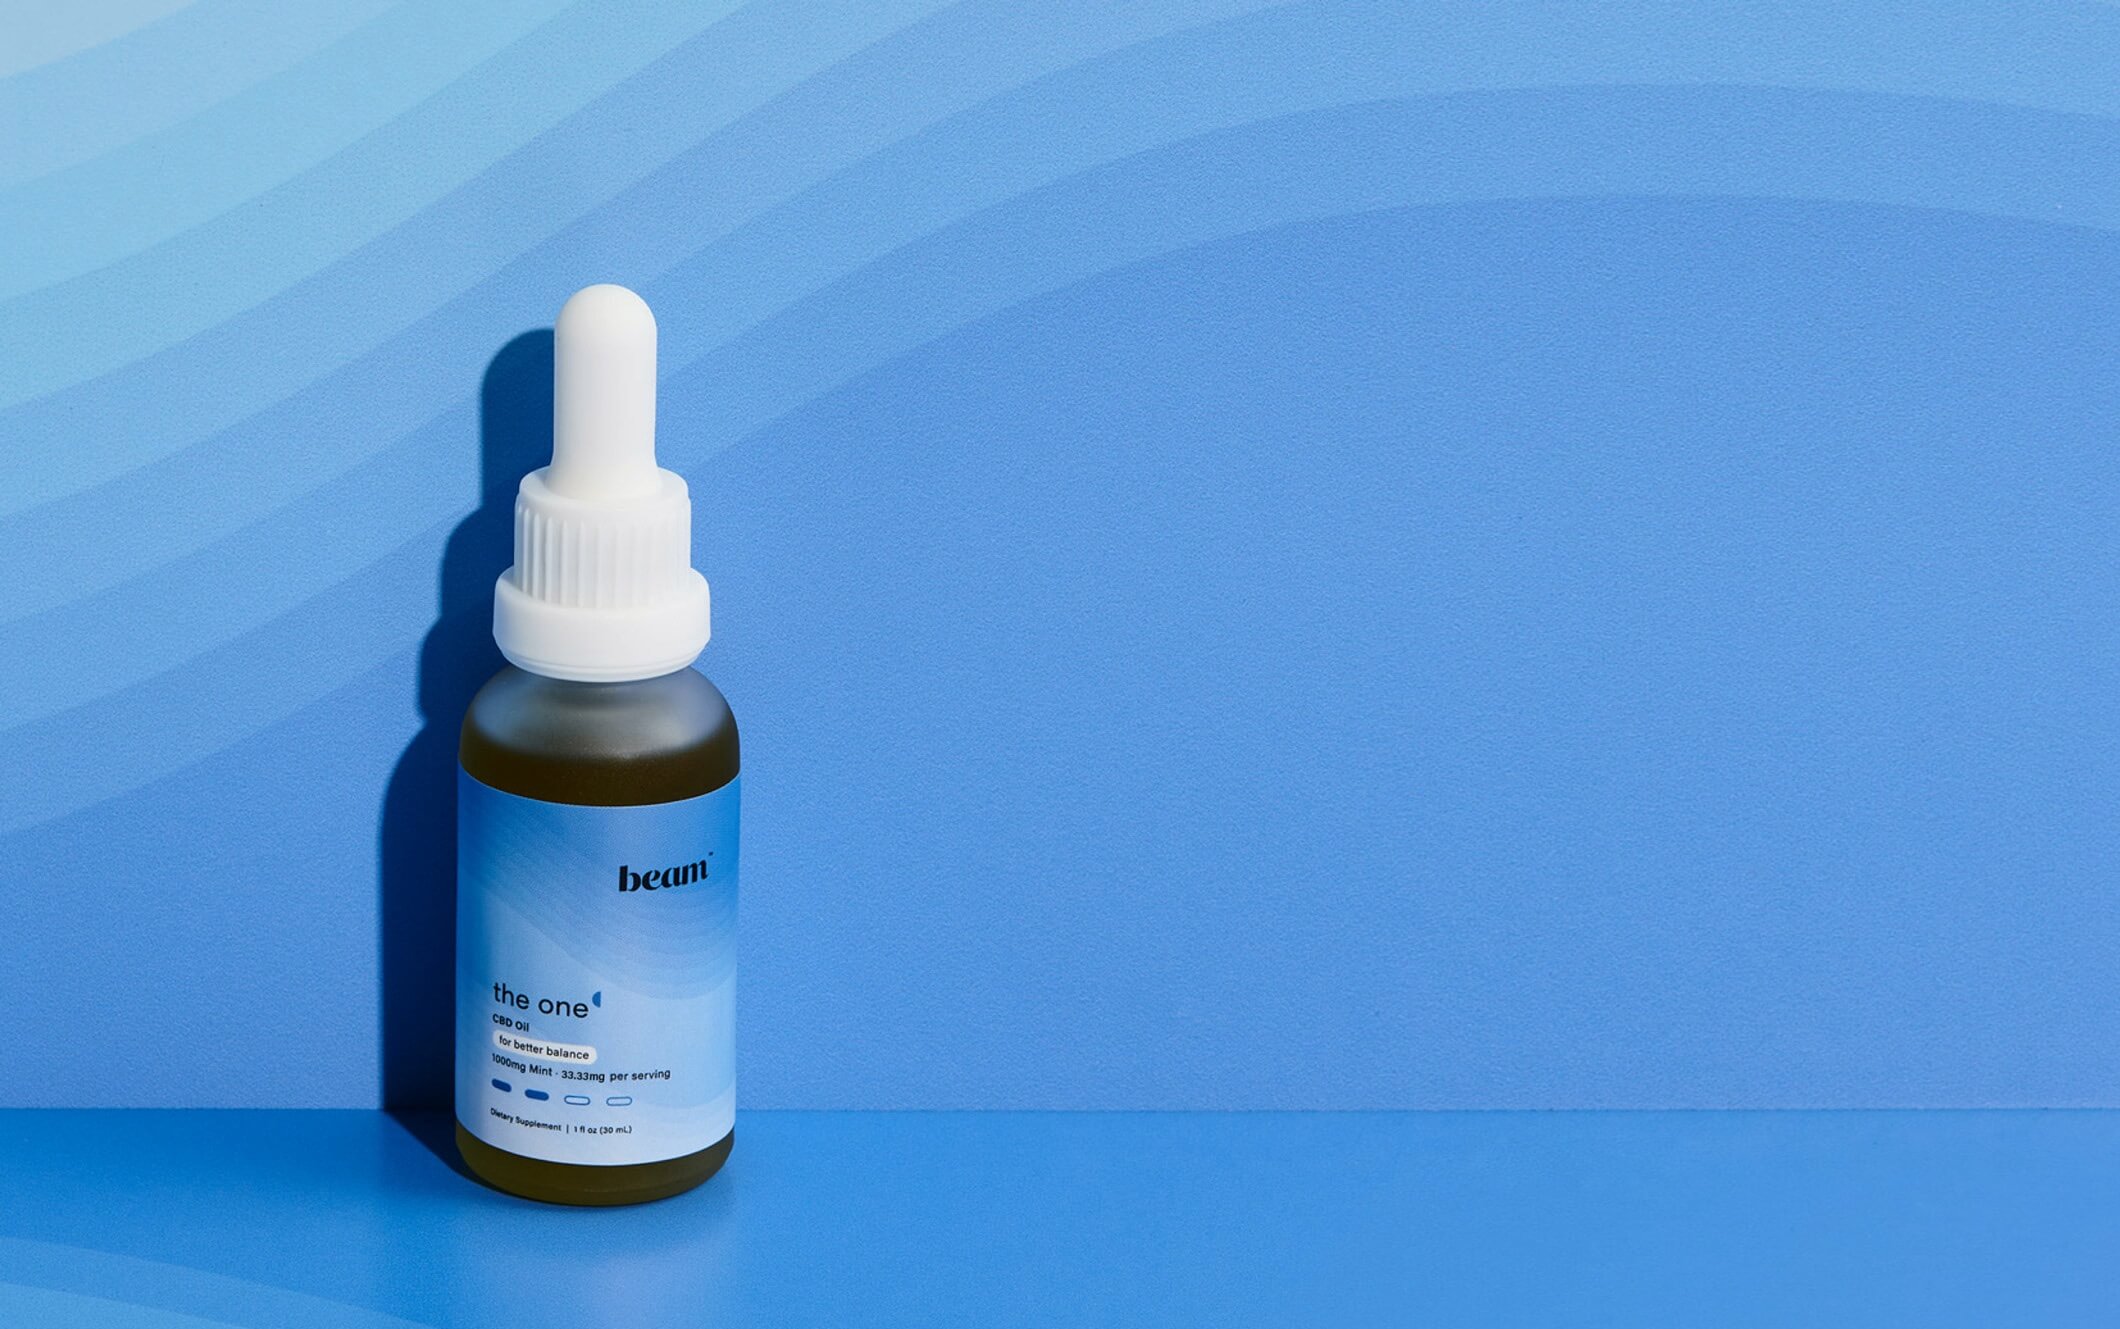 beam™
the one
CBD Oil
for better balance
1000mg Mint · 33.33mg per serving
Dietary Supplement | 1 fl oz (30 mL)